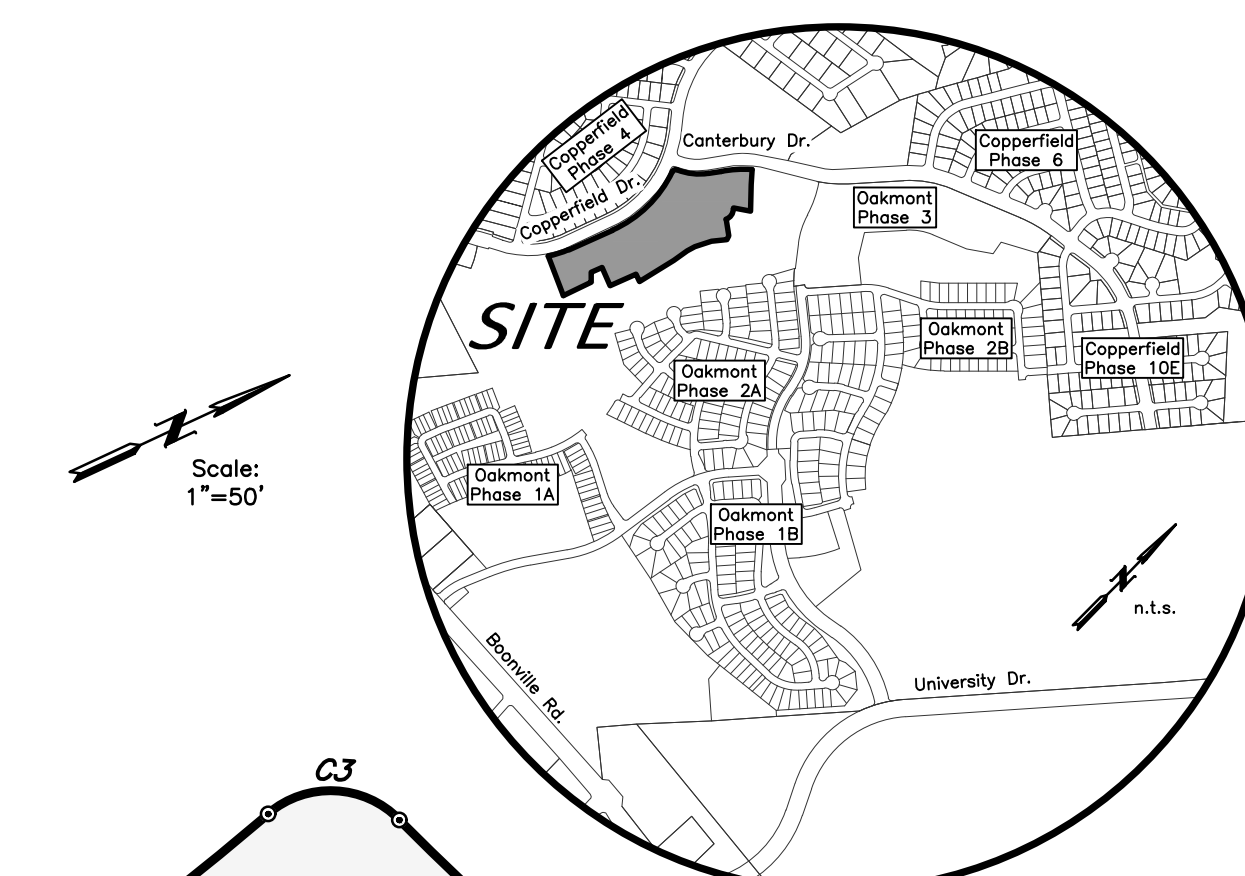 Canterbury Dr.
Copperfield
Phase 4
Copperfield
Phase 6
Copperfield Dr.
Oakmont
Phase 3
SITE
Oakmont
Phase 2B
Copperfield
Phase 10E
Oakmont
Phase 2A
N
Scale:
1"=50'
Oakmont
Phase 1A
Oakmont
Phase 1B
N
n.t.s.
Boonville Rd.
University Dr.
C3